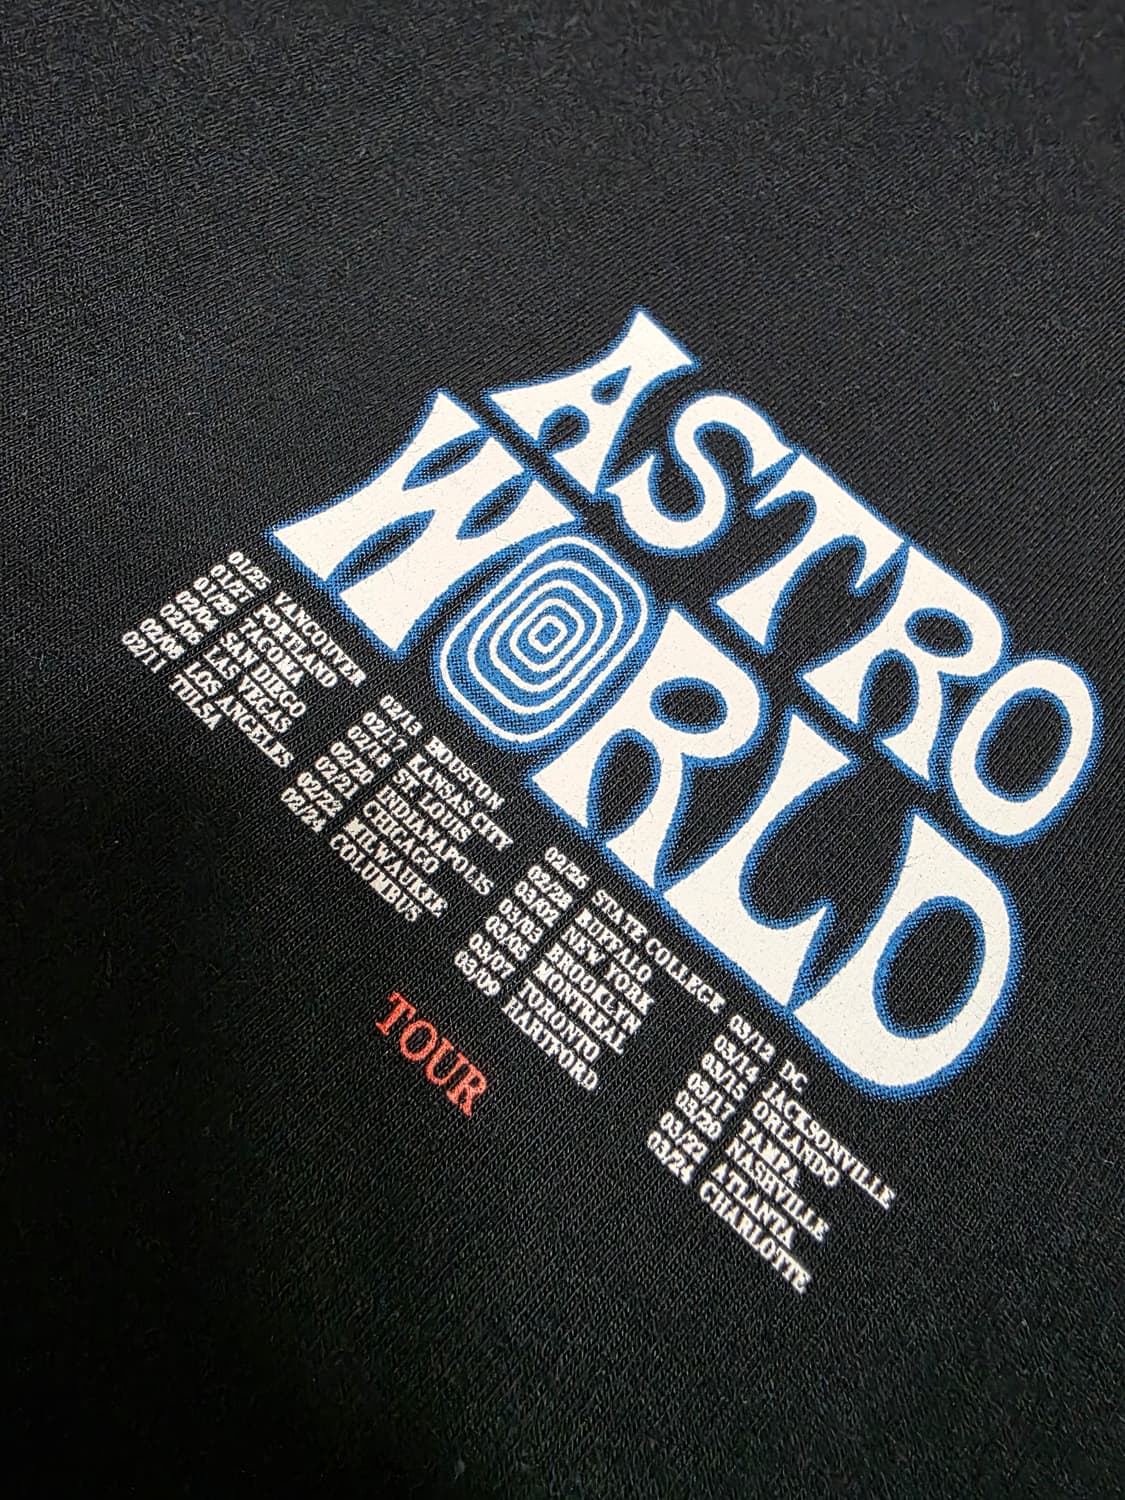 ASTRO
WORLD
01/25 VANCOUVER
01/27 PORTLAND
01/29 TACOMA
02/04 SAN DIEGO
02/06 LAS VEGAS
02/08 LOS ANGELES
02/11 TULSA
02/13 HOUSTON
02/17 KANSAS CITY
02/18 ST LOUIS
02/20 INDIANAPOLIS
02/21 CHICAGO
02/22 MILWAUKEE
02/24 COLUMBUS
02/26 STATE COLLEGE
02/28 BUFFALO
03/02 NEW YORK
03/03 BROOKLYN
03/05 MONTREAL
03/07 TORONTO
03/09 HARTFORD
03/12 DC
03/14 JACKSONVILLE
03/15 ORLANDO
03/17 TAMPA
03/20 NASHVILLE
03/22 ATLANTA
03/24 CHARLOTTE
TOUR